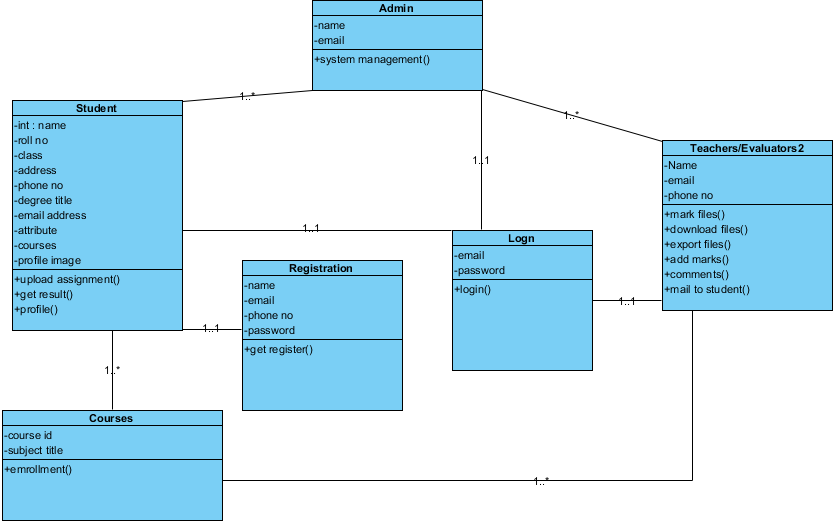 Admin
-name
-email
+system management()
1..*
1..*
Student
-int : name
-roll no
-class
-address
-phone no
-degree title
-email address
-attribute
-courses
-profile image
+upload assignment()
+get result()
+profile()
1..1
Teachers/Evaluators2
-Name
-email
-phone no
+mark files()
+download files()
+export files()
+add marks()
+comments()
+mail to student()
1..1
Logn
-email
-password
+login()
1..1
Registration
-name
-email
-phone no
-password
+get register()
1..1
1..*
Courses
-course id
-subject title
+emrollment()
1..*